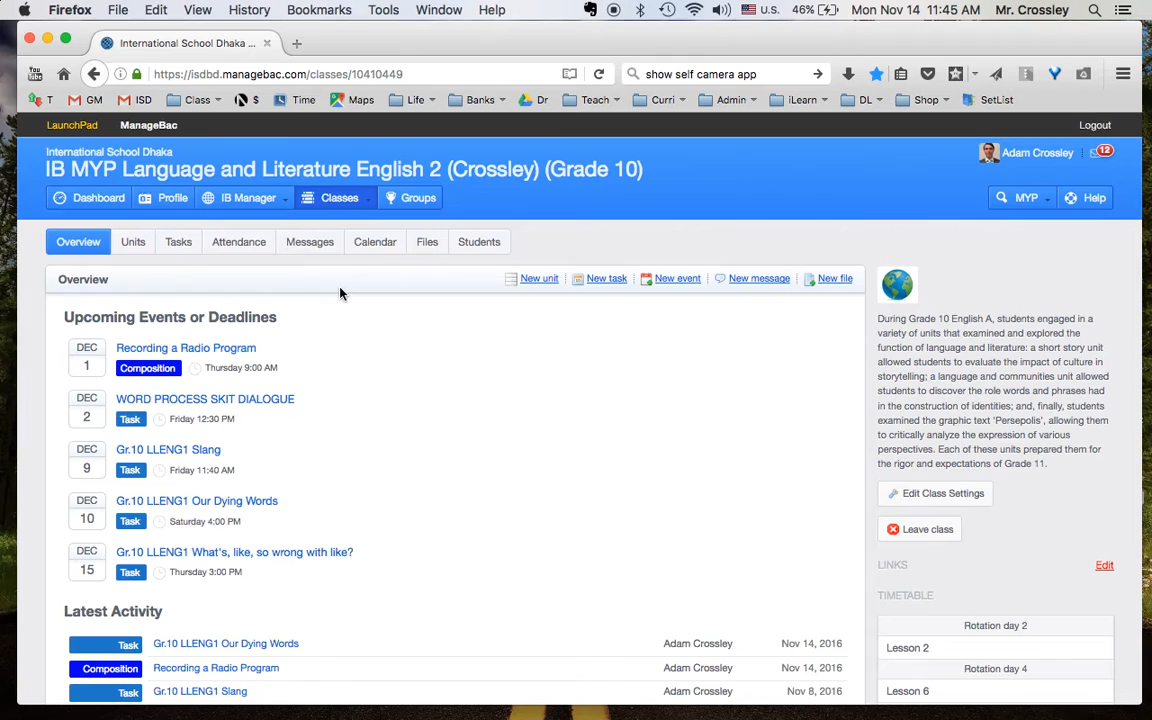 Firefox File Edit View History Bookmarks Tools Window Help U.S. 46% Mon Nov 14 11:45 AM Mr. Crossley
International School Dhaka ...
https://isdbd.managebac.com/classes/10410449 show self camera app
You Tube
T GM ISD Class $ Time Maps Life Banks Dr Teach Curri Admin iLearn DL Shop SetList
LaunchPad ManageBac Logout
International School Dhaka
IB MYP Language and Literature English 2 (Crossley) (Grade 10)
Adam Crossley 12
Dashboard Profile IB Manager Classes Groups MYP Help
Overview Units Tasks Attendance Messages Calendar Files Students
Overview New unit New task New event New message New file
Upcoming Events or Deadlines
DEC 1 Recording a Radio Program
Composition Thursday 9:00 AM
DEC 2 WORD PROCESS SKIT DIALOGUE
Task Friday 12:30 PM
DEC 9 Gr.10 LLENG1 Slang
Task Friday 11:40 AM
DEC 10 Gr.10 LLENG1 Our Dying Words
Task Saturday 4:00 PM
DEC 15 Gr.10 LLENG1 What's, like, so wrong with like?
Task Thursday 3:00 PM
Latest Activity
Task Gr.10 LLENG1 Our Dying Words Adam Crossley Nov 14, 2016
Composition Recording a Radio Program Adam Crossley Nov 14, 2016
Task Gr.10 LLENG1 Slang Adam Crossley Nov 8, 2016
During Grade 10 English A, students engaged in a
variety of units that examined and explored the
function of language and literature: a short story unit
allowed students to evaluate the impact of culture in
storytelling; a language and communities unit allowed
students to discover the role words and phrases had
in the construction of identities; and, finally, students
examined the graphic text 'Persepolis', allowing them
to critically analyze the expression of various
perspectives. Each of these units prepared them for
the rigor and expectations of Grade 11.
Edit Class Settings
Leave class
LINKS Edit
TIMETABLE
Rotation day 2
Lesson 2
Rotation day 4
Lesson 6